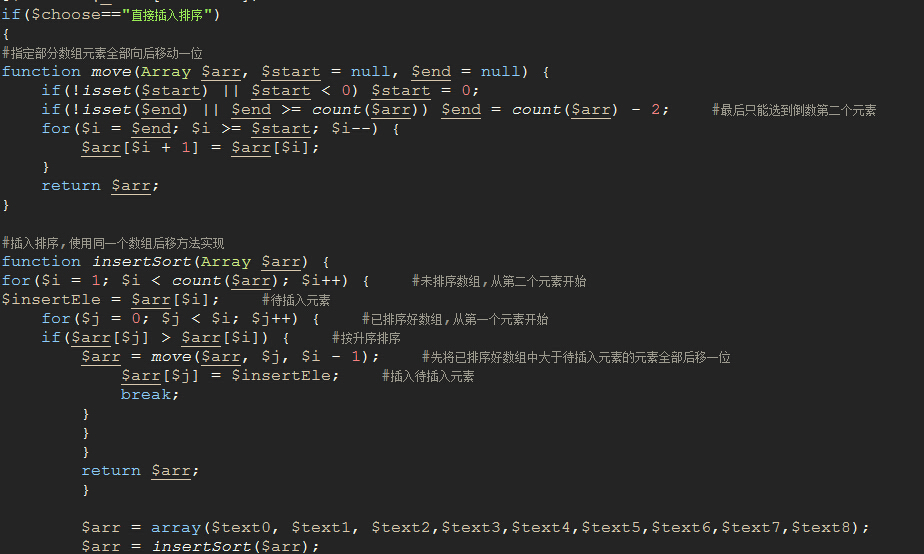 if($choose=="直接插入排序")
{
#指定部分数组元素全部向后移动一位
function move(Array $arr, $start = null, $end = null) {
    if(!isset($start) || $start < 0) $start = 0;
    if(!isset($end) || $end >= count($arr)) $end = count($arr) - 2;    #最后只能选到倒数第二个元素
    for($i = $end; $i >= $start; $i--) {
        $arr[$i + 1] = $arr[$i];
    }
    return $arr;
}

#插入排序,使用同一个数组后移方法实现
function insertSort(Array $arr) {
for($i = 1; $i < count($arr); $i++) {    #未排序数组,从第二个元素开始
$insertEle = $arr[$i];    #待插入元素
    for($j = 0; $j < $i; $j++) {    #已排序好数组,从第一个元素开始
    if($arr[$j] > $arr[$i]) {    #按升序排序
        $arr = move($arr, $j, $i - 1);    #先将已排序好数组中大于待插入元素的元素全部后移一位
            $arr[$j] = $insertEle;    #插入待插入元素
            break;
        }
        }
        }
        return $arr;
        }

        $arr = array($text0, $text1, $text2,$text3,$text4,$text5,$text6,$text7,$text8);
        $arr = insertSort($arr);